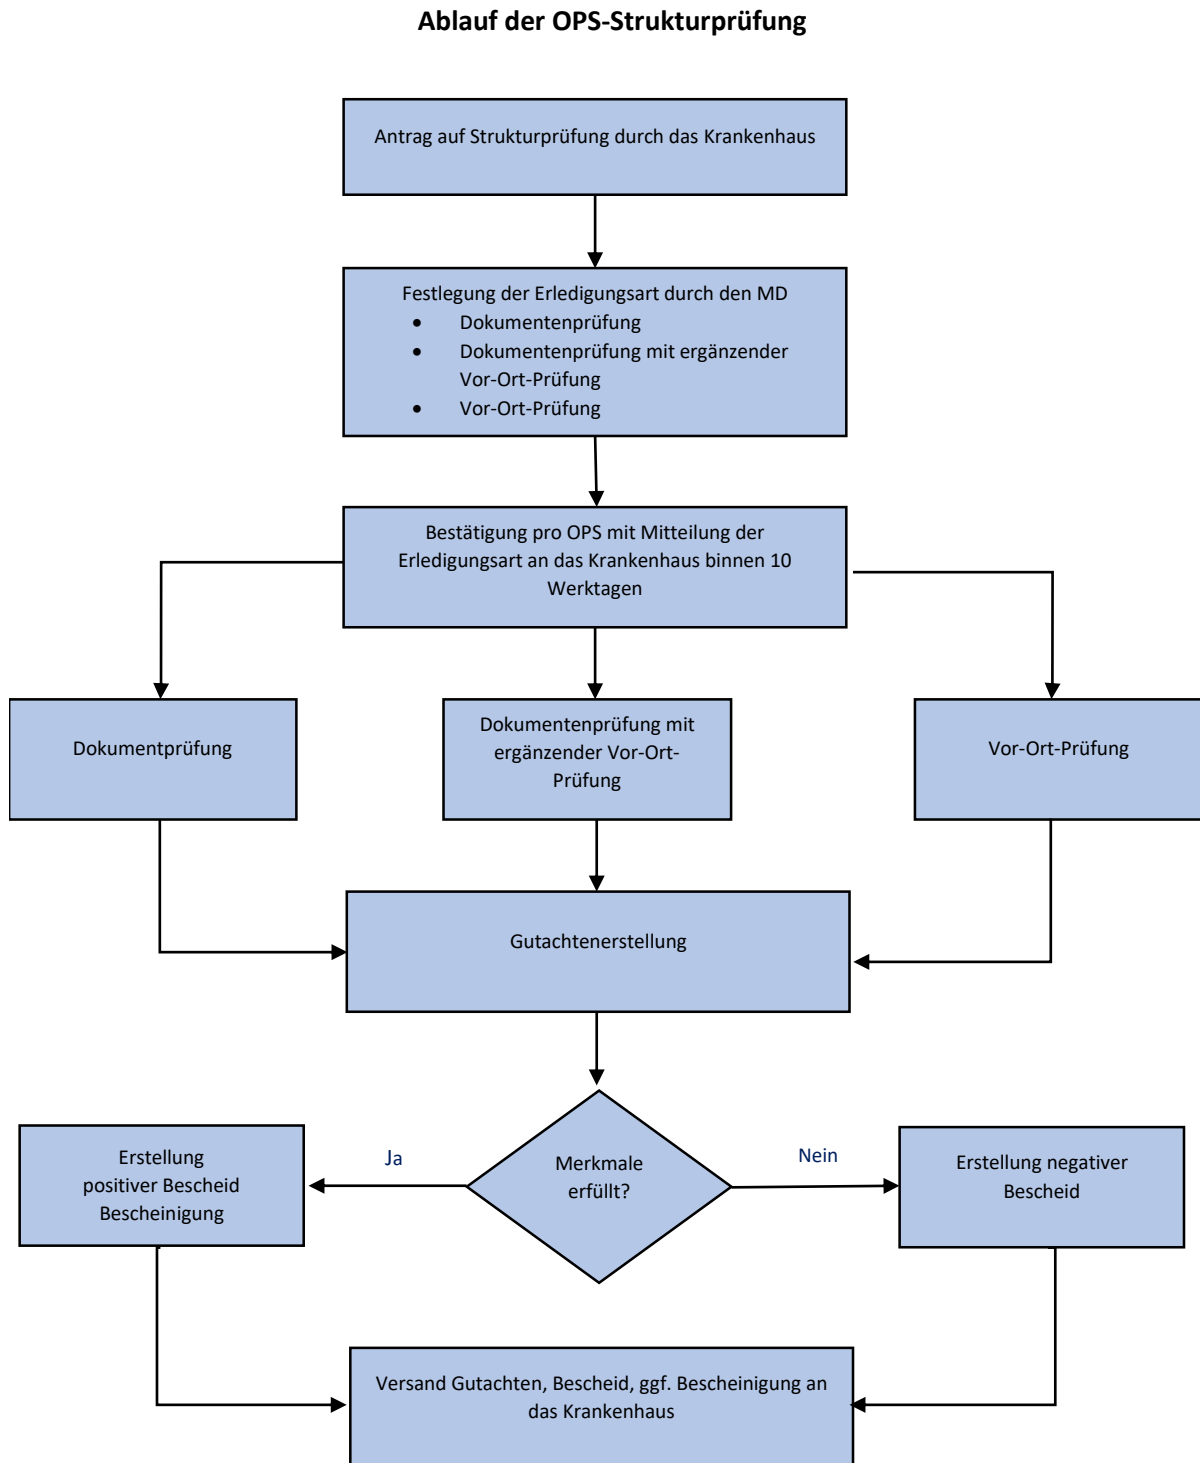 Ablauf der OPS-Strukturprüfung
Antrag auf Strukturprüfung durch das Krankenhaus
Festlegung der Erledigungsart durch den MD
• Dokumentenprüfung
• Dokumentenprüfung mit ergänzender
Vor-Ort-Prüfung
• Vor-Ort-Prüfung
Bestätigung pro OPS mit Mitteilung der
Erledigungsart an das Krankenhaus binnen 10
Werktagen
Dokumentprüfung
Dokumentenprüfung mit
ergänzender Vor-Ort-
Prüfung
Vor-Ort-Prüfung
Gutachtenerstellung
Merkmale
erfüllt?
Ja
Nein
Erstellung
positiver Bescheid
Bescheinigung
Erstellung negativer
Bescheid
Versand Gutachten, Bescheid, ggf. Bescheinigung an
das Krankenhaus